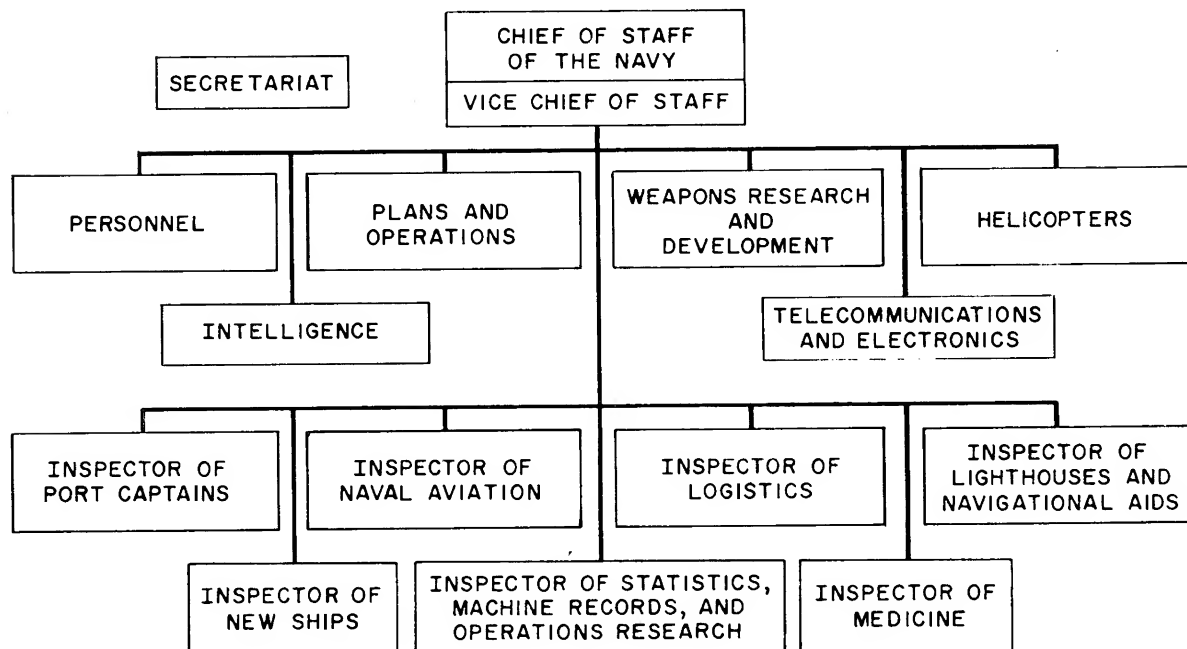 CHIEF OF STAFF
OF THE NAVY
SECRETARIAT
VICE CHIEF OF STAFF
PERSONNEL
PLANS AND
OPERATIONS
WEAPONS RESEARCH
AND
DEVELOPMENT
HELICOPTERS
INTELLIGENCE
TELECOMMUNICATIONS
AND ELECTRONICS
INSPECTOR OF
PORT CAPTAINS
INSPECTOR OF
NAVAL AVIATION
INSPECTOR OF
LOGISTICS
INSPECTOR OF
LIGHTHOUSES AND
NAVIGATIONAL AIDS
INSPECTOR OF
NEW SHIPS
INSPECTOR OF STATISTICS,
MACHINE RECORDS, AND
OPERATIONS RESEARCH
INSPECTOR OF
MEDICINE